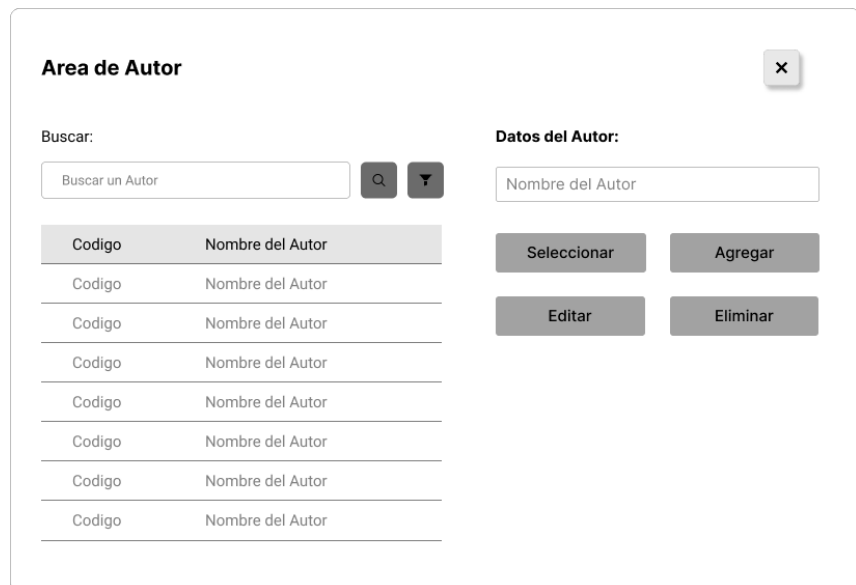 Area de Autor
Buscar:
Buscar un Autor
Codigo Nombre del Autor
Codigo Nombre del Autor
Codigo Nombre del Autor
Codigo Nombre del Autor
Codigo Nombre del Autor
Codigo Nombre del Autor
Codigo Nombre del Autor
Codigo Nombre del Autor
Datos del Autor:
Nombre del Autor
Seleccionar Agregar
Editar Eliminar